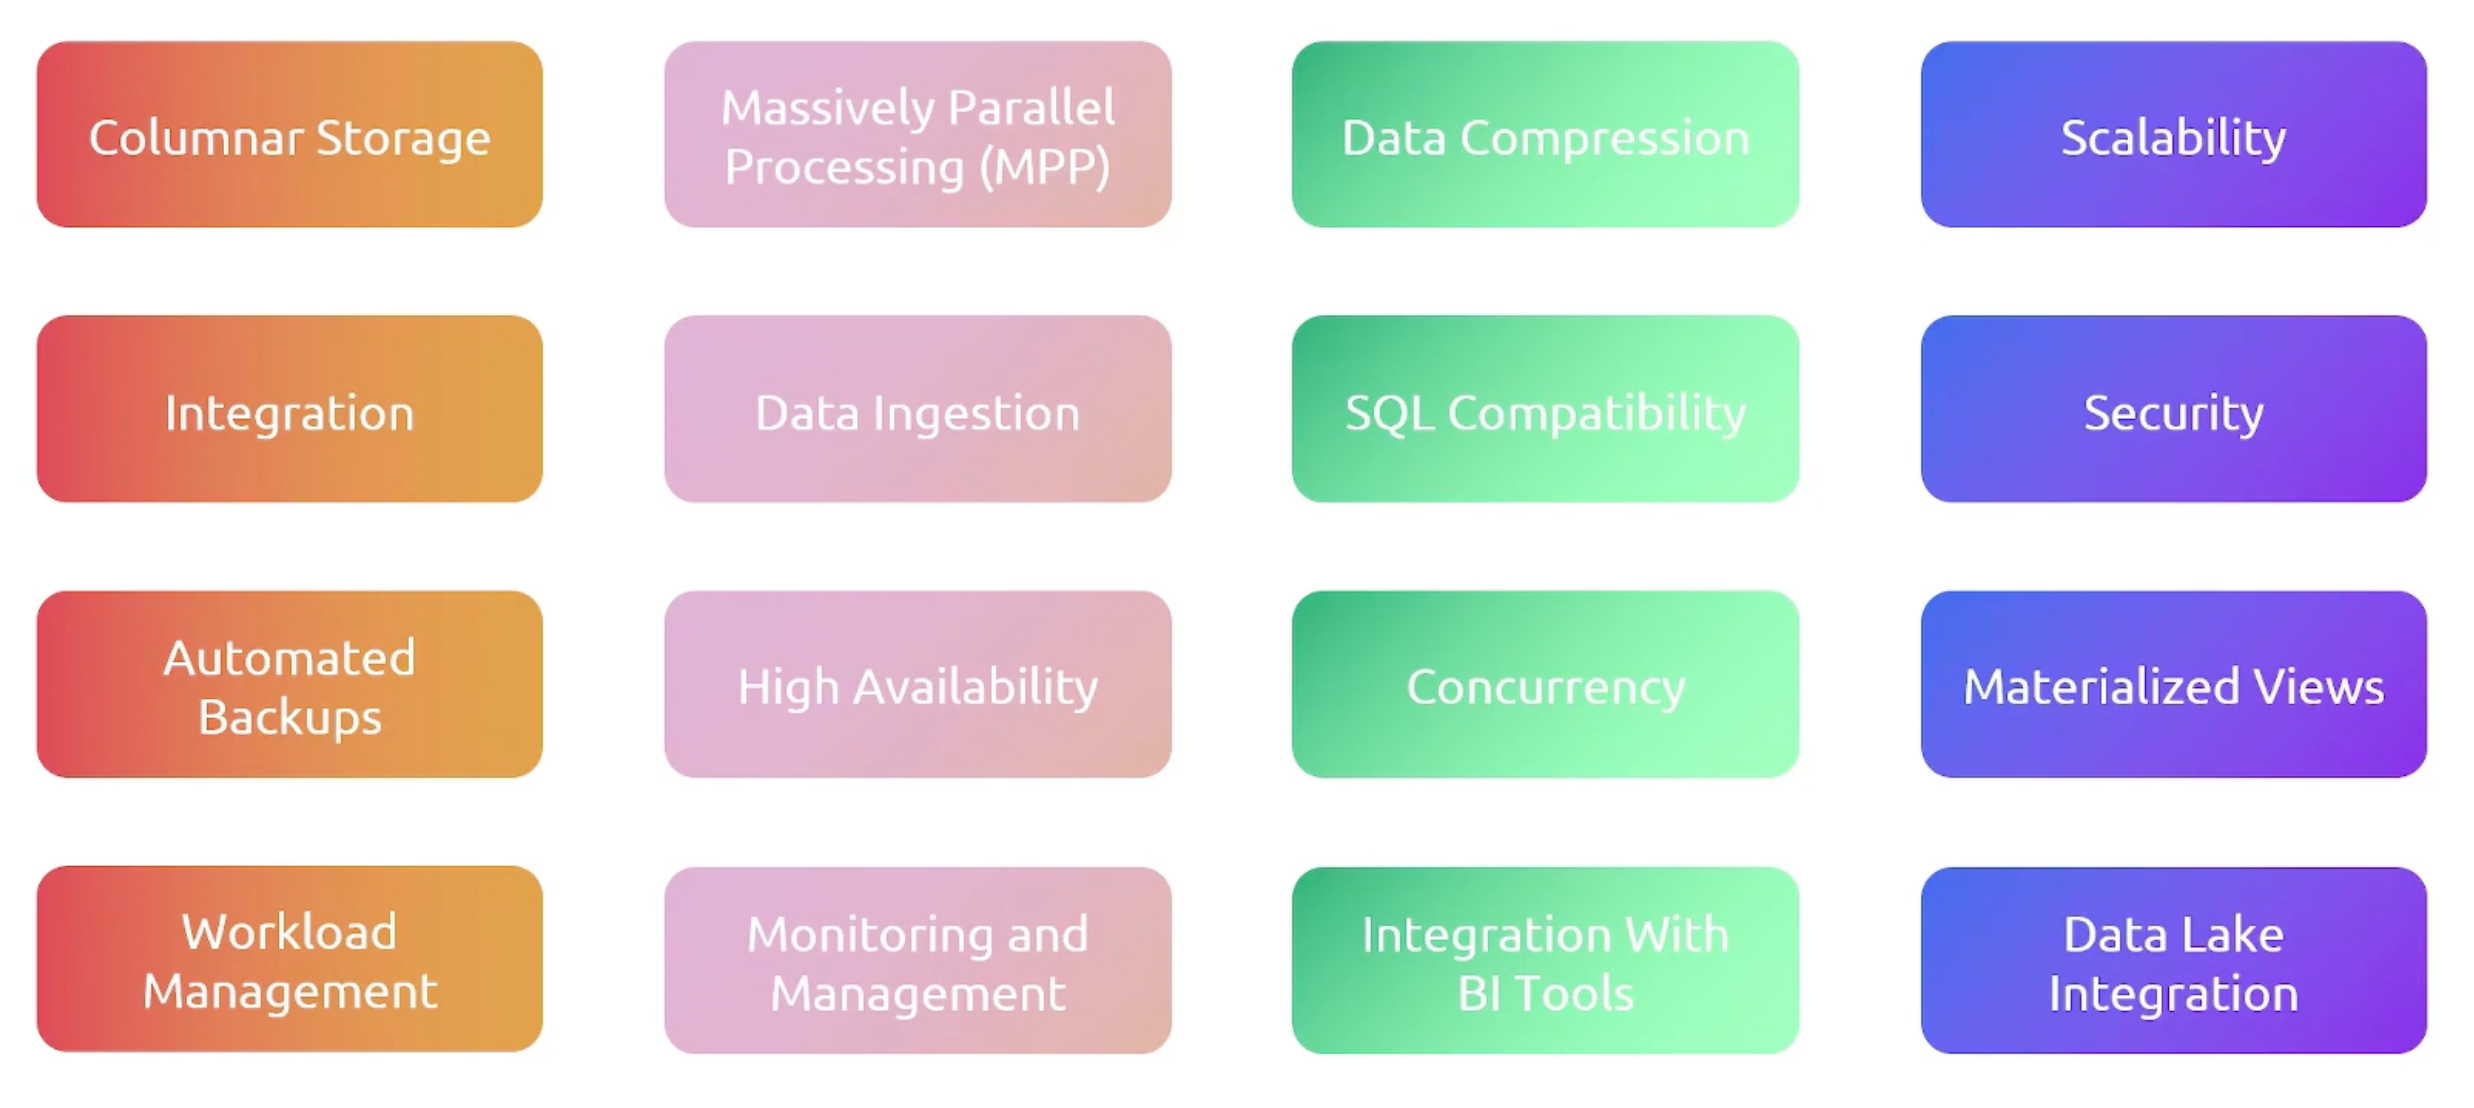 Columnar Storage
Massively Parallel
Processing (MPP)
Data Compression
Scalability
Integration
Data Ingestion
SQL Compatibility
Security
Automated
Backups
High Availability
Concurrency
Materialized Views
Workload
Management
Monitoring and
Management
Integration With
BI Tools
Data Lake
Integration